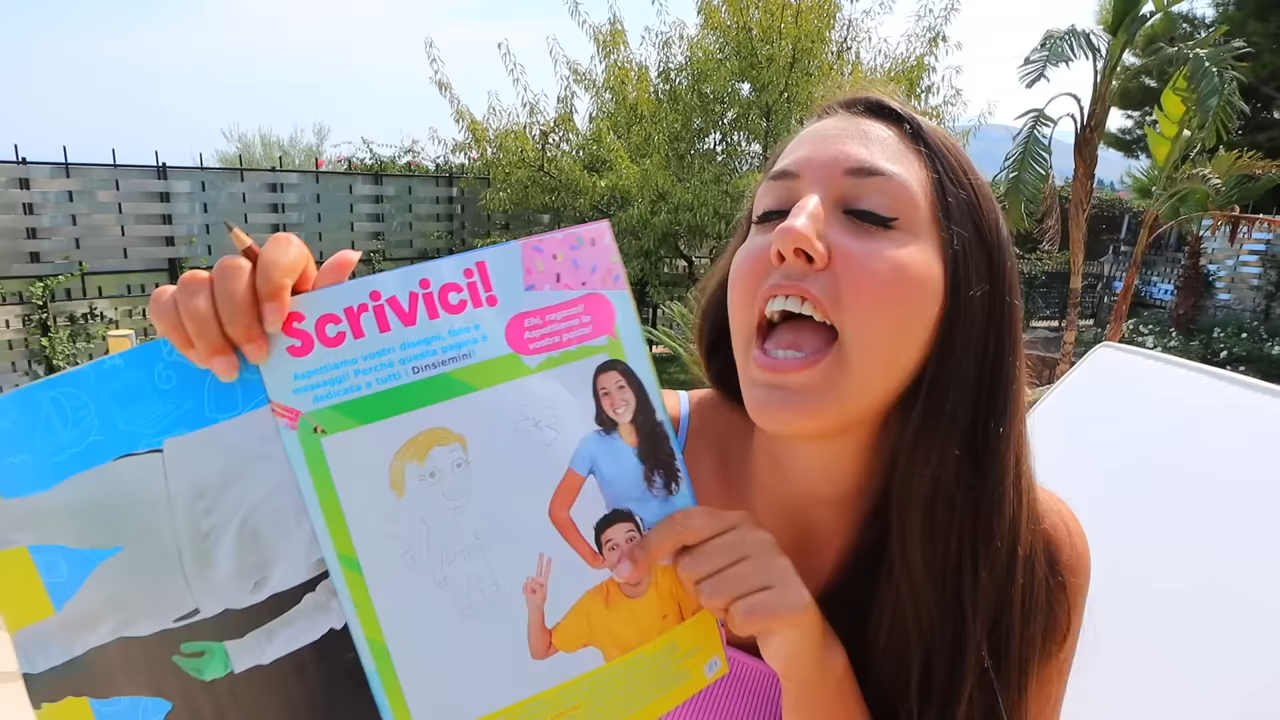 Scrivici!
Aspettiamo vostri disegni, foto e
messaggi! Perché questa pagina è
dedicata a tutti i Dinsiemini!
Ehi, ragazzi!
Aspettiamo la
vostra posta!